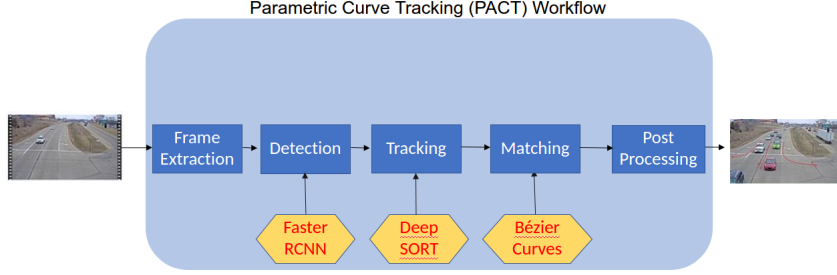 Parametric Curve Tracking (PACT) Workflow
Frame
Extraction
Detection
Tracking
Matching
Post
Processing
Faster
RCNN
Deep
SORT
Bézier
Curves